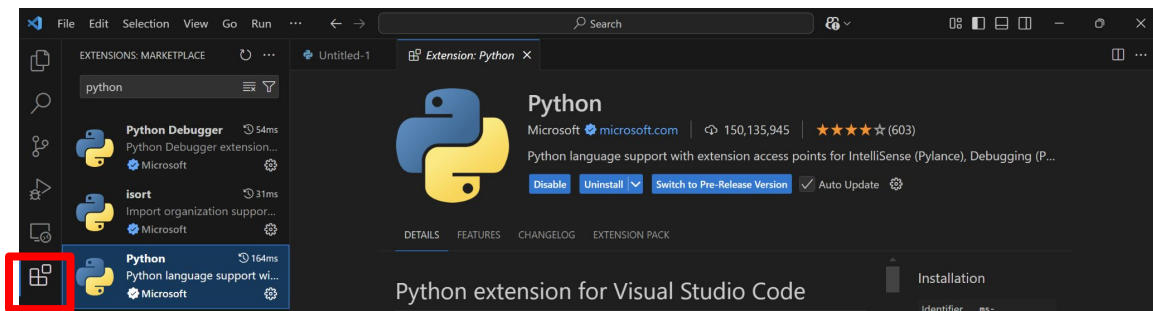 File Edit Selection View Go Run ··· Search
EXTENSIONS: MARKETPLACE ···
Untitled-1
Extension: Python
python
Python Debugger 54ms
Python Debugger extension...
Microsoft
isort 31ms
Import organization suppor...
Microsoft
Python 164ms
Python language support wi...
Microsoft
Python
Microsoft microsoft.com | 150,135,945 | ★★★★☆(603)
Python language support with extension access points for IntelliSense (Pylance), Debugging (P...
Disable Uninstall Switch to Pre-Release Version Auto Update
DETAILS FEATURES CHANGELOG EXTENSION PACK
Python extension for Visual Studio Code
Installation
Identifier ms-